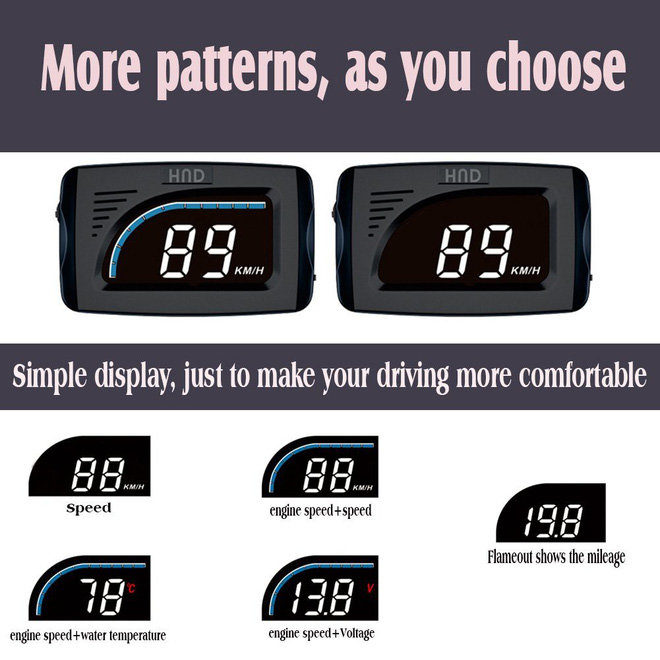 More patterns, as you choose
HUD
HUD
89 KM/H
89 KM/H
Simple display, just to make your driving more comfortable
88 KM/H
Speed
88 KM/H
engine speed+speed
19.8
Flameout shows the mileage
78 °C
engine speed+water temperature
13.8 V
engine speed+Voltage